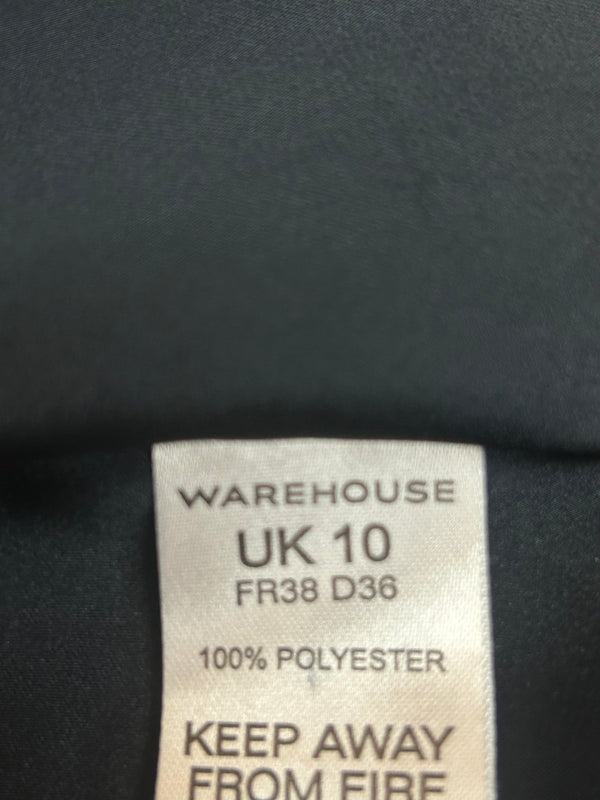 WAREHOUSE
UK 10
FR38 D36
100% POLYESTER
KEEP AWAY
FROM FIRE